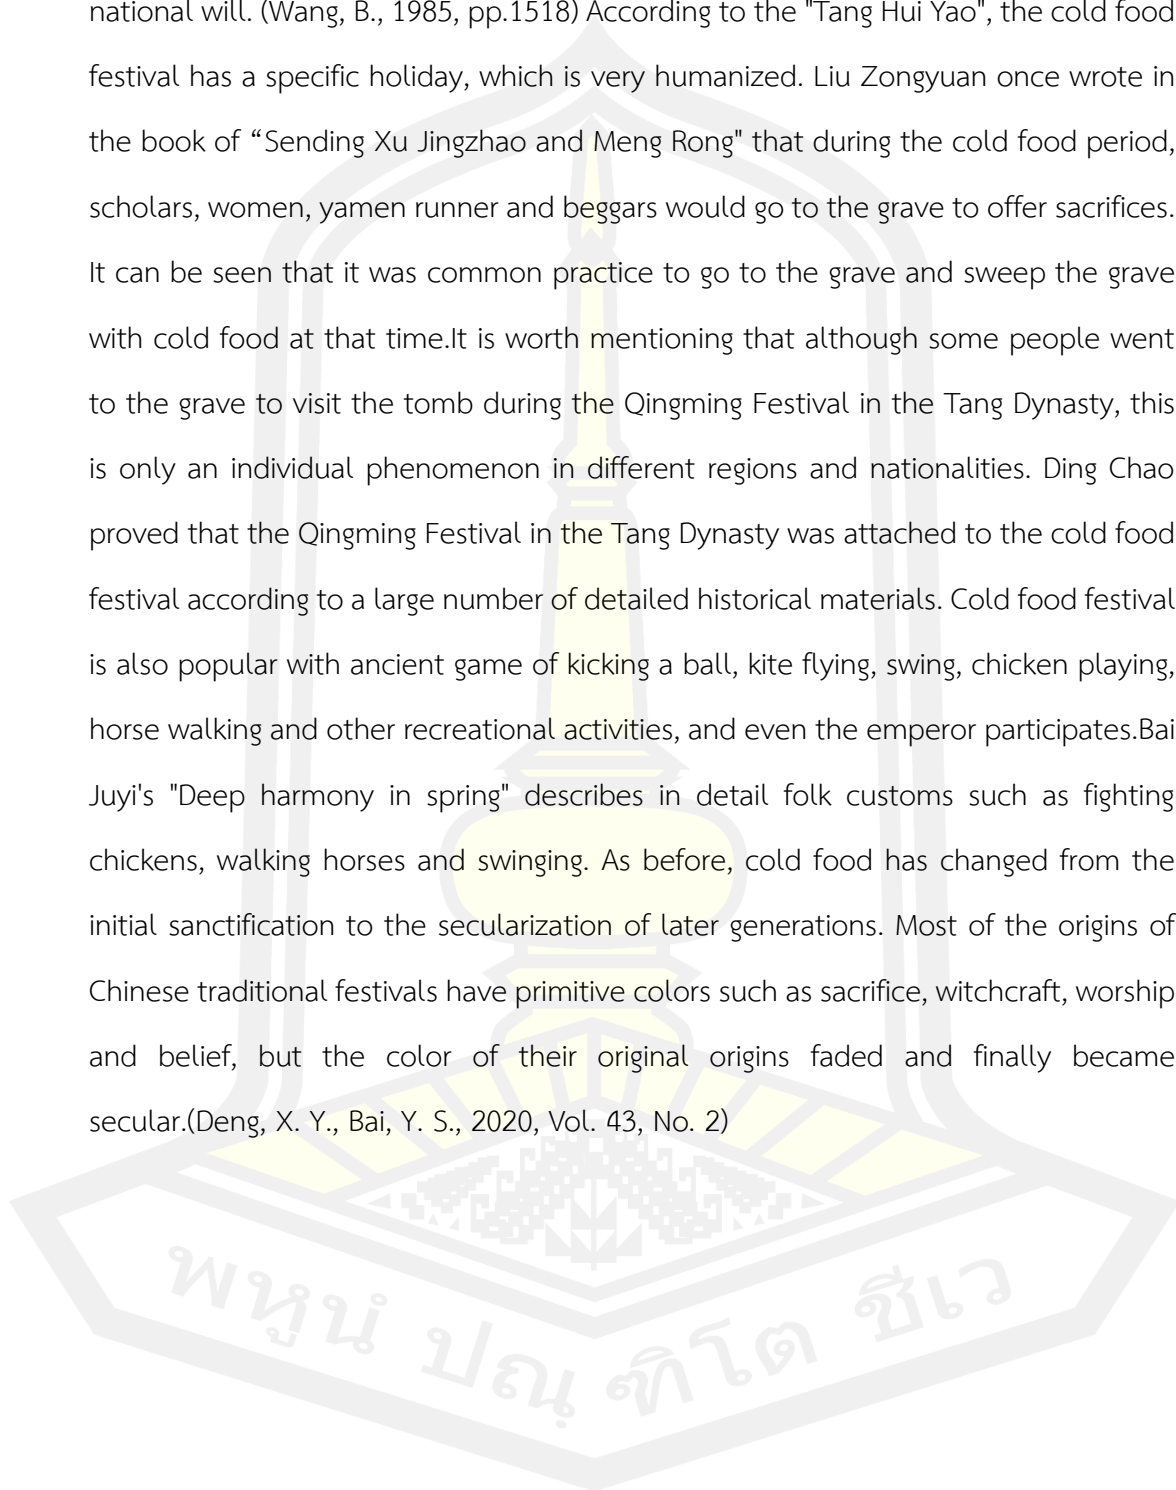 national will. (Wang, B., 1985, pp.1518) According to the "Tang Hui Yao", the cold food
festival has a specific holiday, which is very humanized. Liu Zongyuan once wrote in
the book of “Sending Xu Jingzhao and Meng Rong" that during the cold food period,
scholars, women, yamen runner and beggars would go to the grave to offer sacrifices.
It can be seen that it was common practice to go to the grave and sweep the grave
with cold food at that time.It is worth mentioning that although some people went
to the grave to visit the tomb during the Qingming Festival in the Tang Dynasty, this
is only an individual phenomenon in different regions and nationalities. Ding Chao
proved that the Qingming Festival in the Tang Dynasty was attached to the cold food
festival according to a large number of detailed historical materials. Cold food festival
is also popular with ancient game of kicking a ball, kite flying, swing, chicken playing,
horse walking and other recreational activities, and even the emperor participates.Bai
Juyi's "Deep harmony in spring" describes in detail folk customs such as fighting
chickens, walking horses and swinging. As before, cold food has changed from the
initial sanctification to the secularization of later generations. Most of the origins of
Chinese traditional festivals have primitive colors such as sacrifice, witchcraft, worship
and belief, but the color of their original origins faded and finally became
secular.(Deng, X. Y., Bai, Y. S., 2020, Vol. 43, No. 2)
พหูนํ ปณฺฑิโต ชีเว